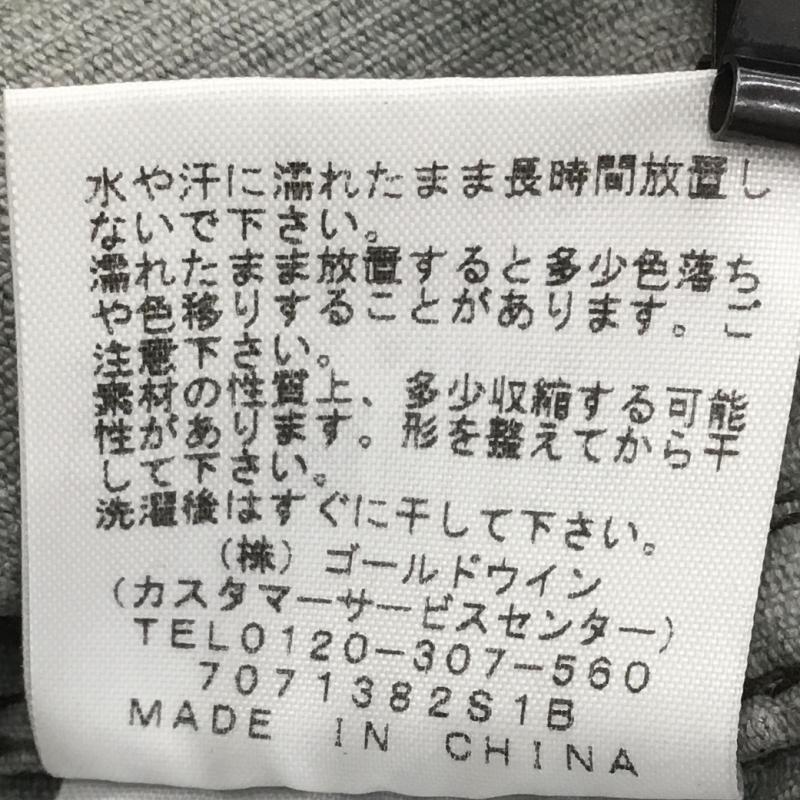 水や汗に濡れたまま長時間放置し
ないで下さい。
濡れたまま放置すると多少色落ち
や色移りすることがあります。ご
注意下さい。
素材の性質上、多少収縮する可能
性があります。形を整えてから干
して下さい。
洗濯後はすぐに干して下さい。
(株)ゴールドウイン
(カスタマーサービスセンター)
TEL0120-307-560
7071382S1B
MADE IN CHINA